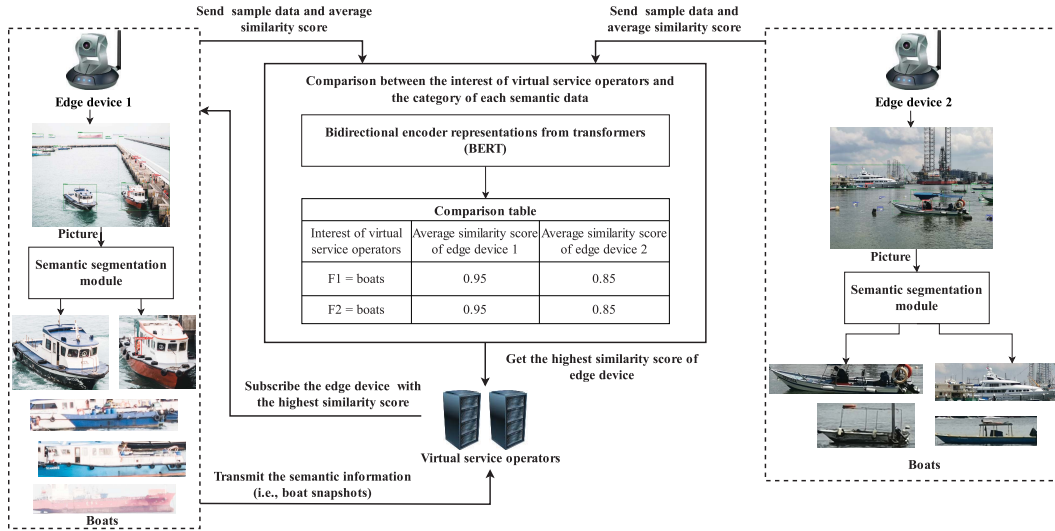 Send sample data and average
similarity score
Send sample data
and average similarity score
Edge device 1
Picture
Semantic segmentation
module
Boats
Comparison between the interest of virtual service operators and
the category of each semantic data
Bidirectional encoder representations from transformers
(BERT)
Comparison table
Interest of virtual
service operators
Average similarity score
of edge device 1
Average similarity score
of edge device 2
F1 = boats
0.95
0.85
F2 = boats
0.95
0.85
Get the highest similarity score of
edge device
Subscribe the edge device with
the highest similarity score
Virtual service operators
Transmit the semantic information
(i.e., boat snapshots)
Edge device 2
Picture
Semantic segmentation
module
Boats